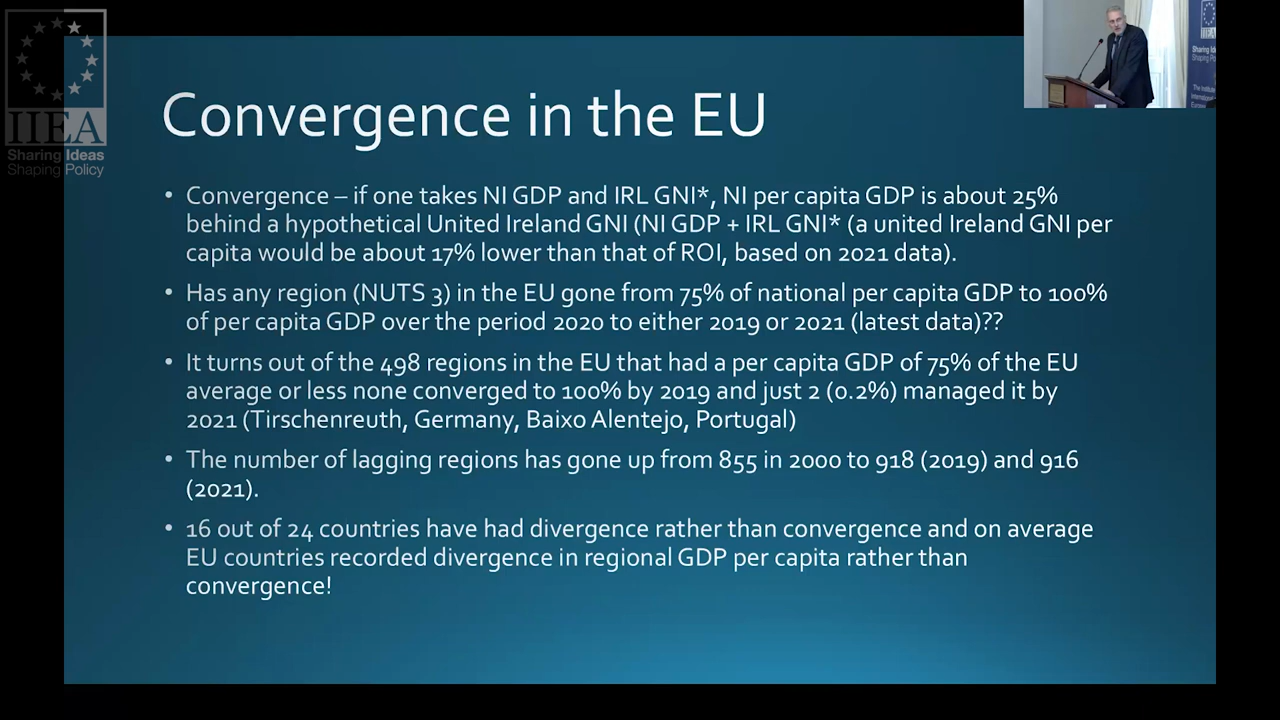 IIEA
Sharing Ideas
Shaping Policy
Convergence in the EU
• Convergence – if one takes NI GDP and IRL GNI*, NI per capita GDP is about 25%
behind a hypothetical United Ireland GNI (NI GDP + IRL GNI* (a united Ireland GNI per
capita would be about 17% lower than that of ROI, based on 2021 data).
• Has any region (NUTS 3) in the EU gone from 75% of national per capita GDP to 100%
of per capita GDP over the period 2020 to either 2019 or 2021 (latest data)??
• It turns out of the 498 regions in the EU that had a per capita GDP of 75% of the EU
average or less none converged to 100% by 2019 and just 2 (0.2%) managed it by
2021 (Tirschenreuth, Germany, Baixo Alentejo, Portugal)
• The number of lagging regions has gone up from 855 in 2000 to 918 (2019) and 916
(2021).
• 16 out of 24 countries have had divergence rather than convergence and on average
EU countries recorded divergence in regional GDP per capita rather than
convergence!